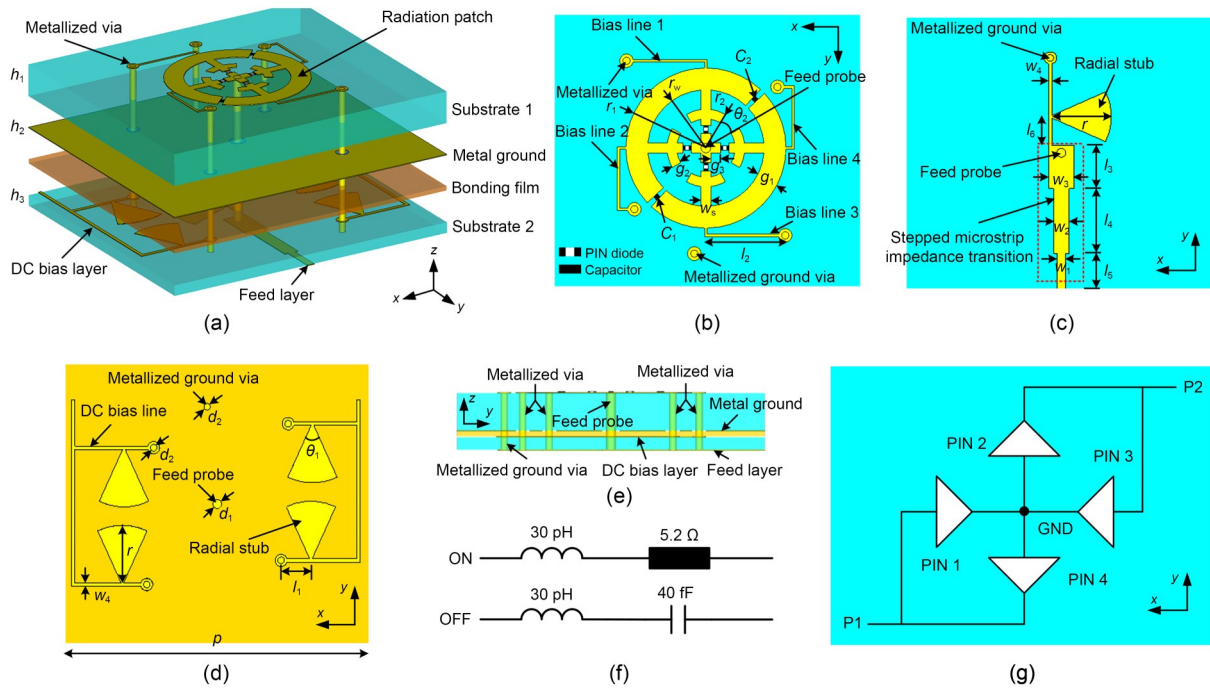 Metallized via
Radiation patch
h1
Substrate 1
h2
Metal ground
Bonding film
h3
Substrate 2
DC bias layer
Feed layer
z
x
y
(a)
Bias line 1
x
y
C2
Feed probe
Metallized via
rw
r1
r2
θ2
Bias line 2
Bias line 4
g2
g3
g1
ws
Bias line 3
C1
l2
PIN diode
Capacitor
Metallized ground via
(b)
Metallized ground via
w4
Radial stub
r
l6
Feed probe
l3
w3
l4
w2
Stepped microstrip
impedance transition
w1
l5
y
x
(c)
Metallized ground via
DC bias line
d2
d2
θ1
Feed probe
d1
r
Radial stub
l1
w4
y
x
p
(d)
Metallized via
Metallized via
z
y
Feed probe
Metal ground
Metallized ground via
DC bias layer
Feed layer
(e)
30 pH
5.2 Ω
ON
30 pH
40 fF
OFF
(f)
P2
PIN 2
PIN 3
GND
PIN 1
PIN 4
P1
y
x
(g)